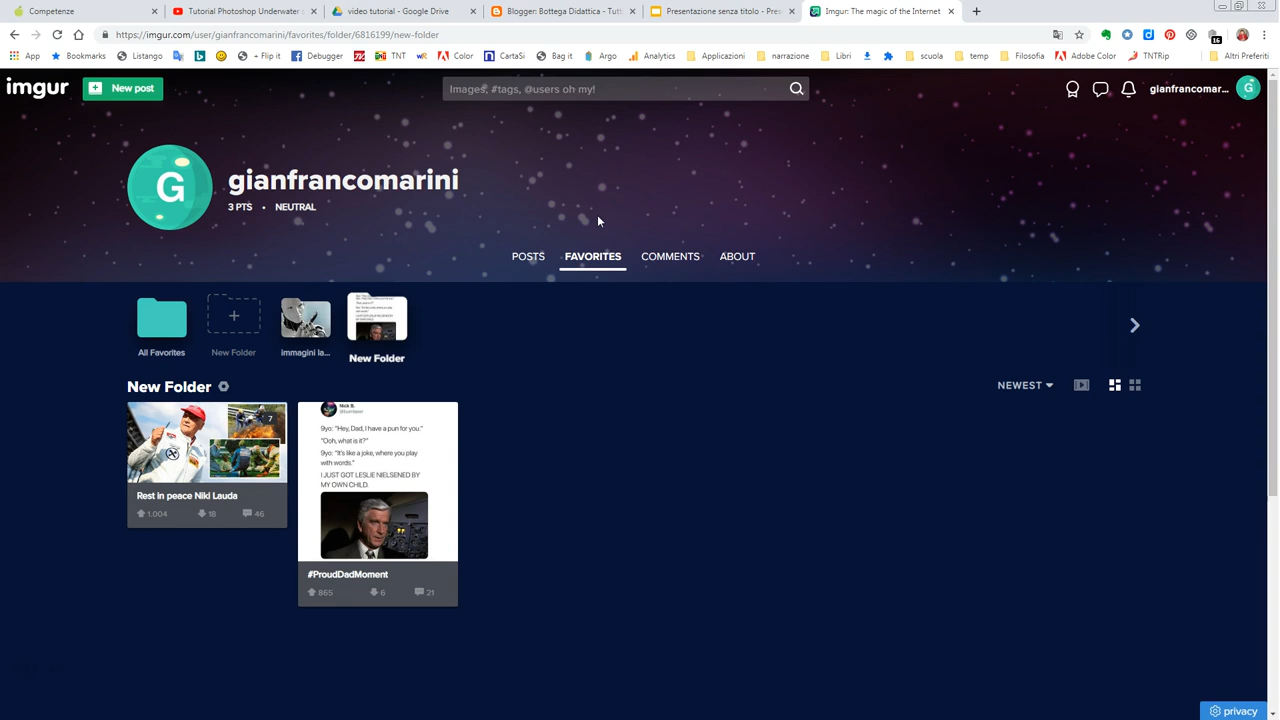 Competenze
Tutorial Photoshop Underwater s
video tutorial - Google Drive
Blogger: Bottega Didattica - Tutt
Presentazione senza titolo - Pres
Imgur: The magic of the Internet
https://imgur.com/user/gianfrancomarini/favorites/folder/6816199/new-folder
16
App
Bookmarks
Listango
+ Flip it
Debugger
TNT
Color
CartaSi
Bag it
Argo
Analytics
Applicazioni
narrazione
Libri
scuola
temp
Filosofia
Adobe Color
TNTRip
Altri Preferiti
imgur
New post
Images, #tags, @users oh my!
gianfrancomar...
G
G
gianfrancomarini
3 PTS • NEUTRAL
POSTS
FAVORITES
COMMENTS
ABOUT
All Favorites
New Folder
immagini la...
New Folder
New Folder
NEWEST
Rest in peace Niki Lauda
1.004
18
46
Nick S.
9yo: "Hey, Dad, I have a pun for you."
"Ooh, what is it?"
9yo: "It's like a joke, where you play
with words."
I JUST GOT LESLIE NIELSENED BY
MY OWN CHILD.
#ProudDadMoment
865
6
21
privacy